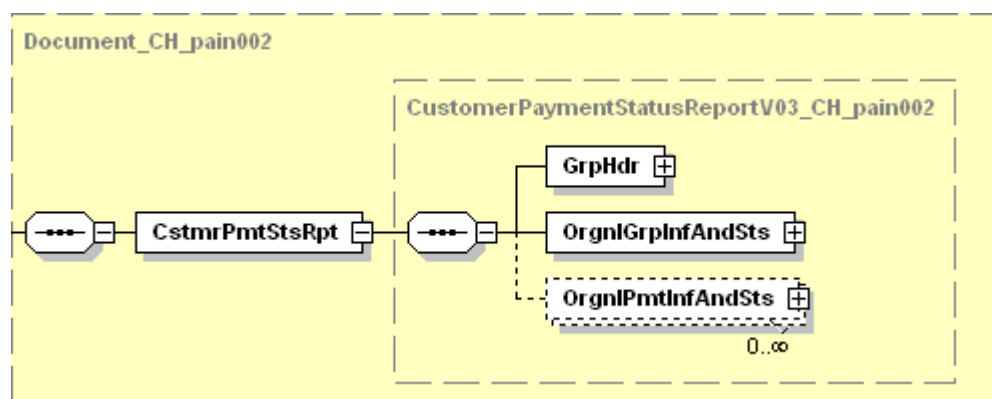 Document_CH_pain002
CustomerPaymentStatusReportV03_CH_pain002
GrpHdr
CstmrPmtStsRpt
OrgnlGrpInfAndSts
OrgnlPmtInfAndSts
0..∞